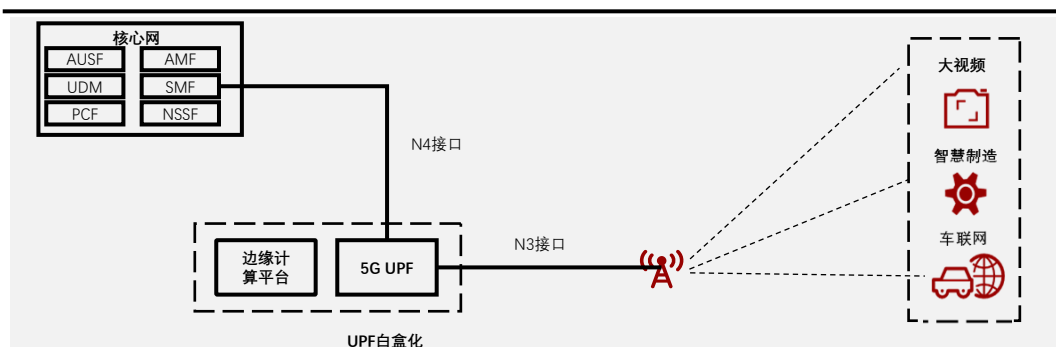 核心网
AUSF
AMF
UDM
SMF
PCF
NSSF
N4接口
边缘计
算平台
5G UPF
N3接口
UPF白盒化
大视频
智慧制造
车联网